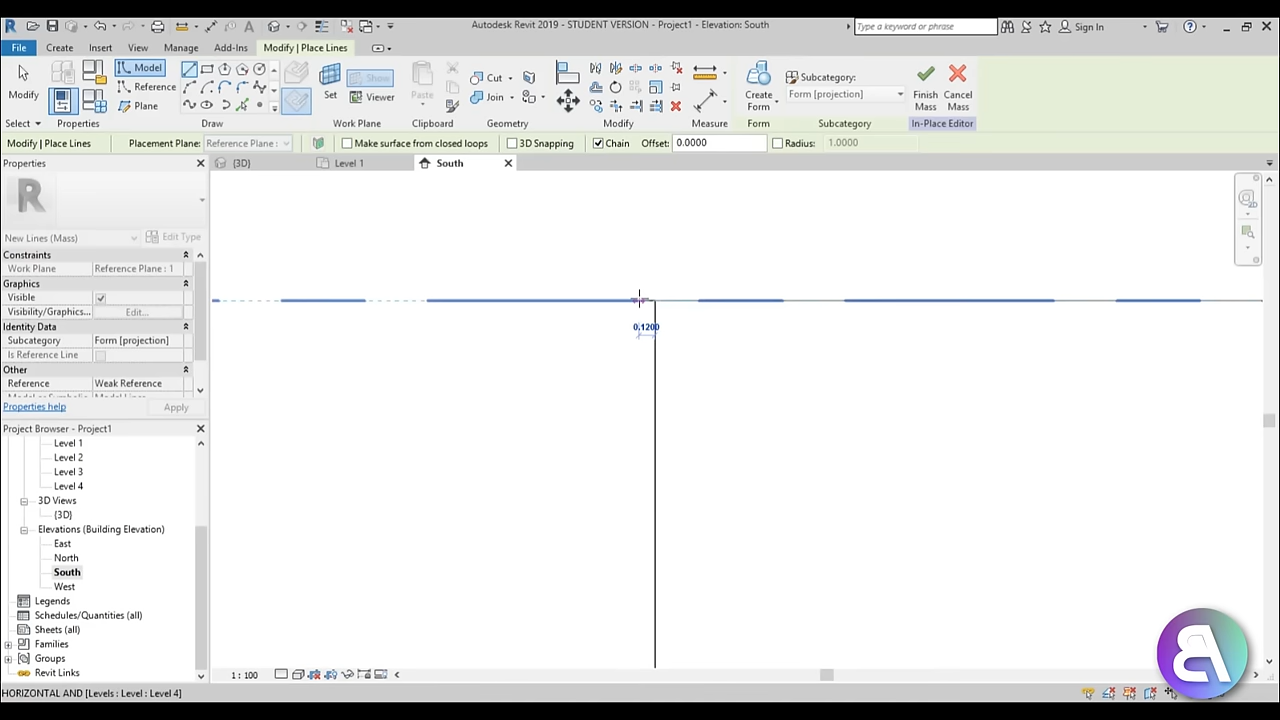 Autodesk Revit 2019 - STUDENT VERSION - Project1 - Elevation: South
Type a keyword or phrase
Sign In
File Create Insert View Manage Add-Ins Modify | Place Lines
Modify
Model
Reference
Plane
Set
Show
Viewer
Paste
Cut
Join
Create Form
Subcategory:
Form [projection]
Finish Mass
Cancel Mass
Select Properties Draw Work Plane Clipboard Geometry Modify Measure Form Subcategory In-Place Editor
Modify | Place Lines Placement Plane: Reference Plane : Make surface from closed loops 3D Snapping Chain Offset: 0.0000 Radius: 1.0000
Properties
{3D} Level 1 South
New Lines (Mass) Edit Type
Constraints
Work Plane Reference Plane : 1
Graphics
Visible
Visibility/Graphics... Edit...
Identity Data
Subcategory Form [projection]
Is Reference Line
Other
Reference Weak Reference
Properties help Apply
Project Browser - Project1
Level 1
Level 2
Level 3
Level 4
3D Views
{3D}
Elevations (Building Elevation)
East
North
South
West
Legends
Schedules/Quantities (all)
Sheets (all)
Families
Groups
Revit Links
0.1200
1 : 100
HORIZONTAL AND [Levels : Level : Level 4]